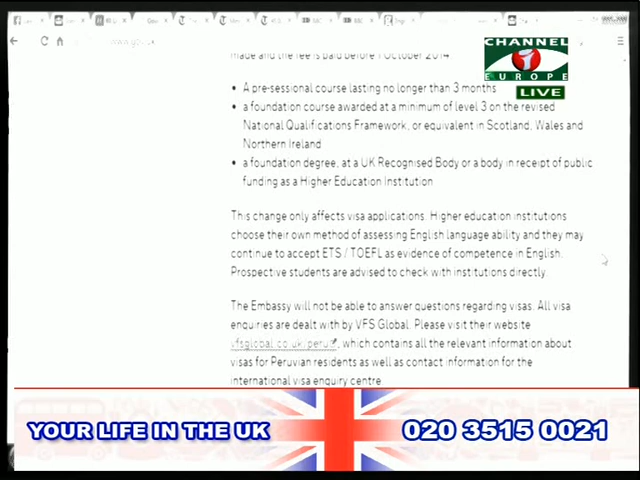 made and the fee is paid before 1 October 2014
CHANNEL
i
EUROPE
LIVE
• A pre-sessional course lasting no longer than 3 months
• a foundation course awarded at a minimum of level 3 on the revised
National Qualifications Framework, or equivalent in Scotland, Wales and
Northern Ireland
• a foundation degree, at a UK Recognised Body or a body in receipt of public
funding as a Higher Education Institution
This change only affects visa applications. Higher education institutions
choose their own method of assessing English language ability and they may
continue to accept ETS / TOEFL as evidence of competence in English.
Prospective students are advised to check with institutions directly.
The Embassy will not be able to answer questions regarding visas. All visa
enquiries are dealt with by VFS Global. Please visit their website
vfsglobal.co.uk/peru, which contains all the relevant information about
visas for Peruvian residents as well as contact information for the
international visa enquiry centre
YOUR LIFE IN THE UK
020 3515 0021